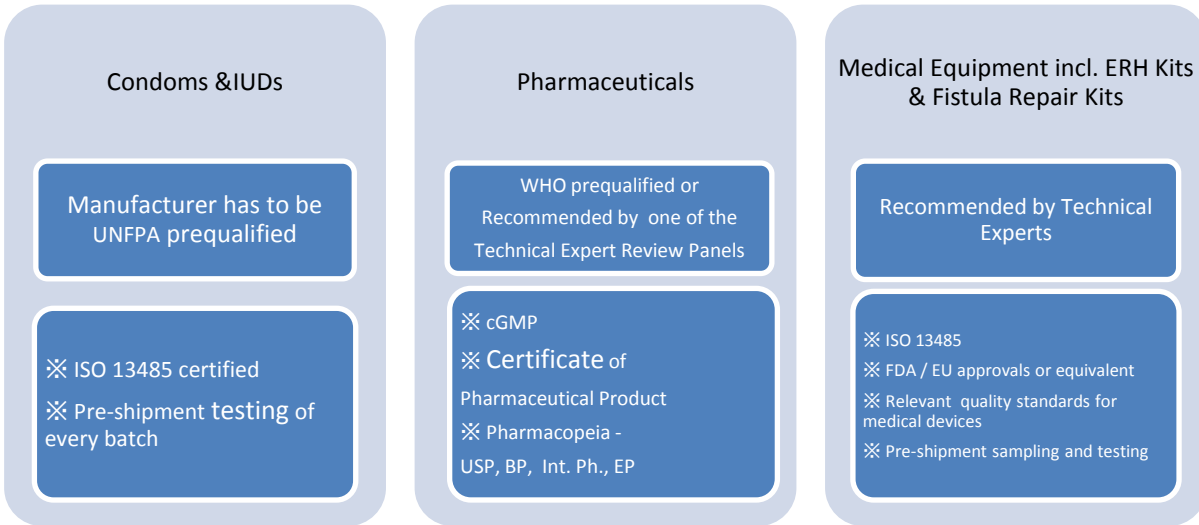 Condoms &IUDs
Manufacturer has to be
UNFPA prequalified
※ ISO 13485 certified
※ Pre-shipment testing of
every batch
Pharmaceuticals
WHO prequalified or
Recommended by one of the
Technical Expert Review Panels
※ cGMP
※ Certificate of
Pharmaceutical Product
※ Pharmacopeia -
USP, BP, Int. Ph., EP
Medical Equipment incl. ERH Kits
& Fistula Repair Kits
Recommended by Technical
Experts
※ ISO 13485
※ FDA / EU approvals or equivalent
※ Relevant quality standards for
medical devices
※ Pre-shipment sampling and testing